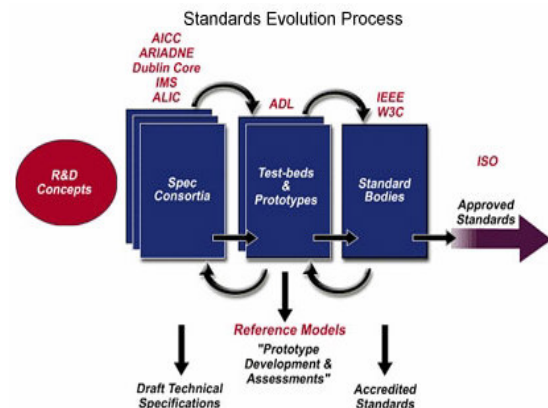 Standards Evolution Process
AICC
ARIADNE
Dublin Core
IMS
ALIC
ADL
IEEE
W3C
ISO
R&D
Concepts
Spec
Consortia
Test-beds
&
Prototypes
Standard
Bodies
Approved
Standards
Reference Models
"Prototype
Development &
Assessments"
Draft Technical
Specifications
Accredited
Standards